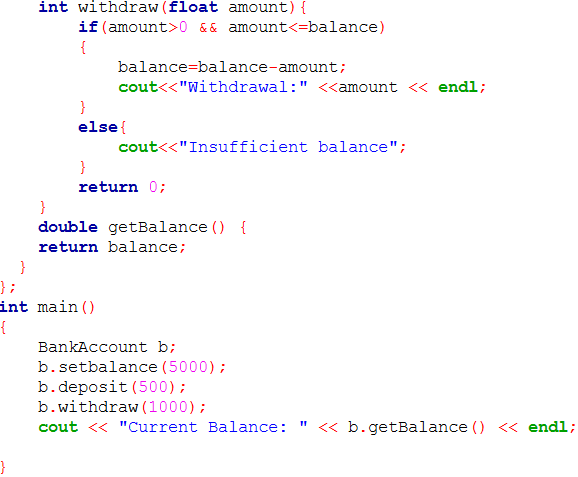 int withdraw(float amount){
if(amount>0 && amount<=balance)
{
balance=balance-amount;
cout<<"Withdrawal:" <<amount << endl;
}
else{
cout<<"Insufficient balance";
}
return 0;
}
double getBalance() {
return balance;
}
};
int main()
{
BankAccount b;
b.setbalance(5000);
b.deposit(500);
b.withdraw(1000);
cout << "Current Balance: " << b.getBalance() << endl;
}